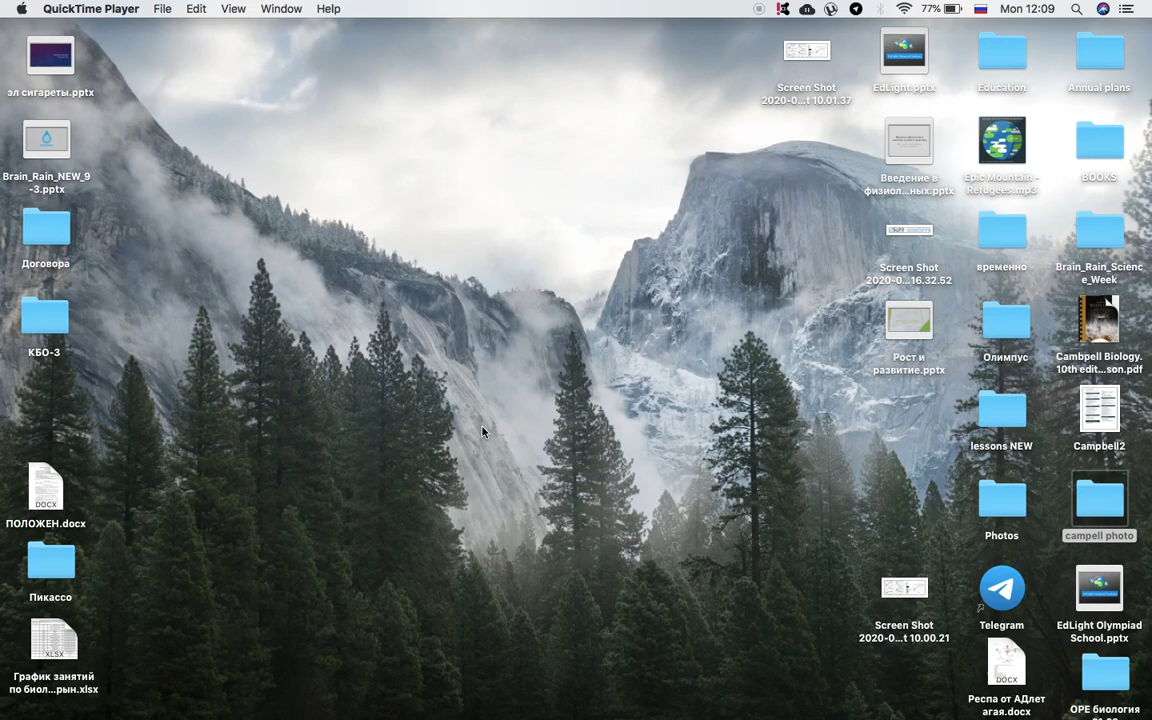 QuickTime Player File Edit View Window Help 77% Mon 12:09
эл сигареты.pptx
Brain_Rain_NEW_9
-3.pptx
Договора
КБО-3
DOCX
ПОЛОЖЕН.docx
Пикассо
XLSX
График занятий
по биол...рын.xlsx
Screen Shot
2020-0...t 10.01.37
EdLight.pptx
Введение в
физиол...ных.pptx
Screen Shot
2020-0...16.32.52
Рост и
развитие.pptx
Screen Shot
2020-0...t 10.00.21
Education
Epic Mountain -
Refugees.mp3
временно
Олимпус
lessons NEW
Photos
Telegram
DOCX
Респа от АДлет
агая.docx
Annual plans
BOOKS
Brain_Rain_Scienc
e_Week
Cambpell Biology.
10th edit...son.pdf
Campbell2
campell photo
EdLight Olympiad
School.pptx
OPE биология